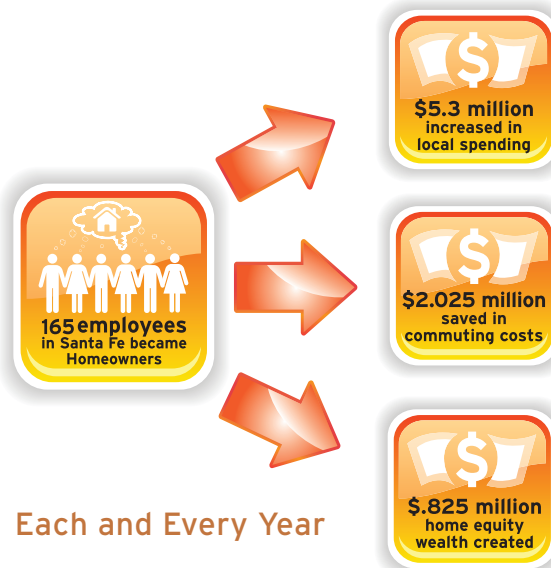 165 employees
in Santa Fe became
Homeowners
$
$5.3 million
increased in
local spending
$
$2.025 million
saved in
commuting costs
$
$.825 million
home equity
wealth created
Each and Every Year